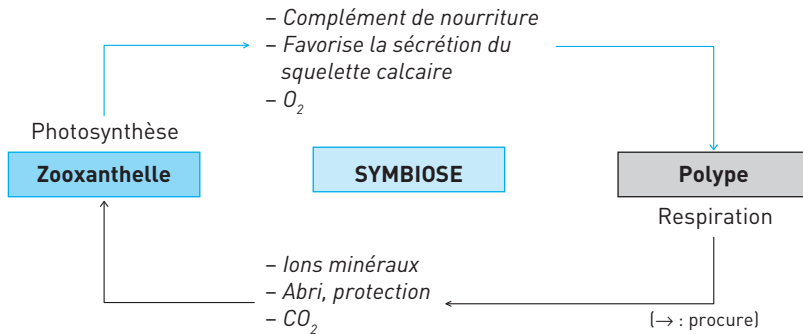 – Complément de nourriture
– Favorise la sécrétion du
squelette calcaire
– O₂
Photosynthèse
Zooxanthelle
SYMBIOSE
Polype
Respiration
– Ions minéraux
– Abri, protection
– CO₂
(→ : procure)